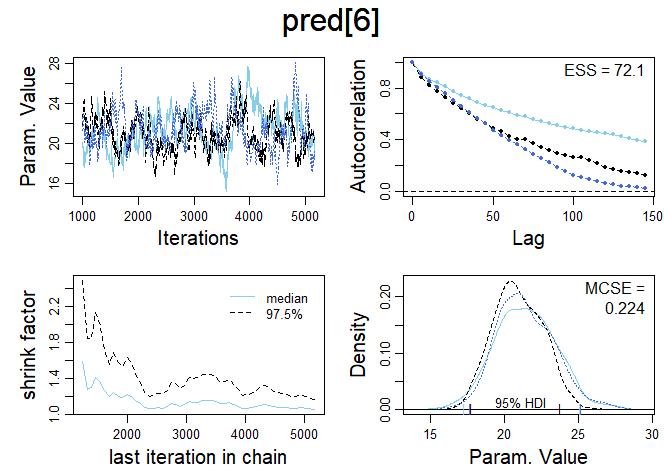 pred[6]
Param. Value
16 20 24 28
1000 2000 3000 4000 5000
Iterations
Autocorrelation
0.0 0.4 0.8
ESS = 72.1
0 50 100 150
Lag
shrink factor
1.0 1.4 1.8 2.2
median
97.5%
2000 3000 4000 5000
last iteration in chain
Density
0.00 0.10 0.20
MCSE =
0.224
95% HDI
15 20 25 30
Param. Value